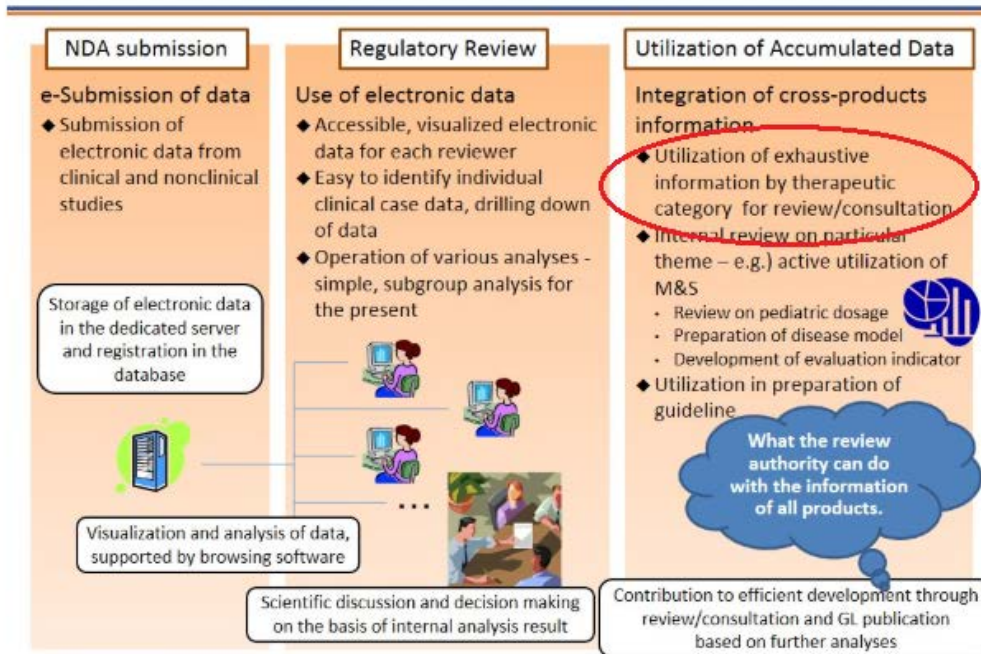 NDA submission
e-Submission of data
◆ Submission of
electronic data from
clinical and nonclinical
studies
Storage of electronic data
in the dedicated server
and registration in the
database
Visualization and analysis of data,
supported by browsing software
Regulatory Review
Use of electronic data
◆ Accessible, visualized electronic
data for each reviewer
◆ Easy to identify individual
clinical case data, drilling down
of data
◆ Operation of various analyses -
simple, subgroup analysis for
the present
...
Scientific discussion and decision making
on the basis of internal analysis result
Utilization of Accumulated Data
Integration of cross-products
information
◆ Utilization of exhaustive
information by therapeutic
category for review/consultation
◆ Internal review on particular
theme – e.g.) active utilization of
M&S
· Review on pediatric dosage
· Preparation of disease model
· Development of evaluation indicator
◆ Utilization in preparation of
guideline
What the review
authority can do
with the information
of all products.
Contribution to efficient development through
review/consultation and GL publication
based on further analyses